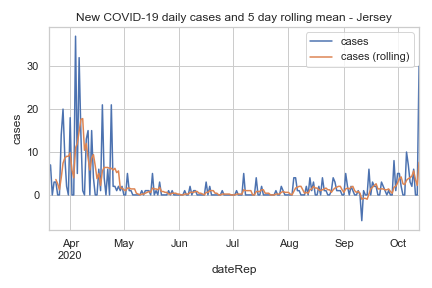 New COVID-19 daily cases and 5 day rolling mean - Jersey
cases
cases (rolling)
30
20
10
0
cases
Apr
2020
May
Jun
Jul
Aug
Sep
Oct
dateRep